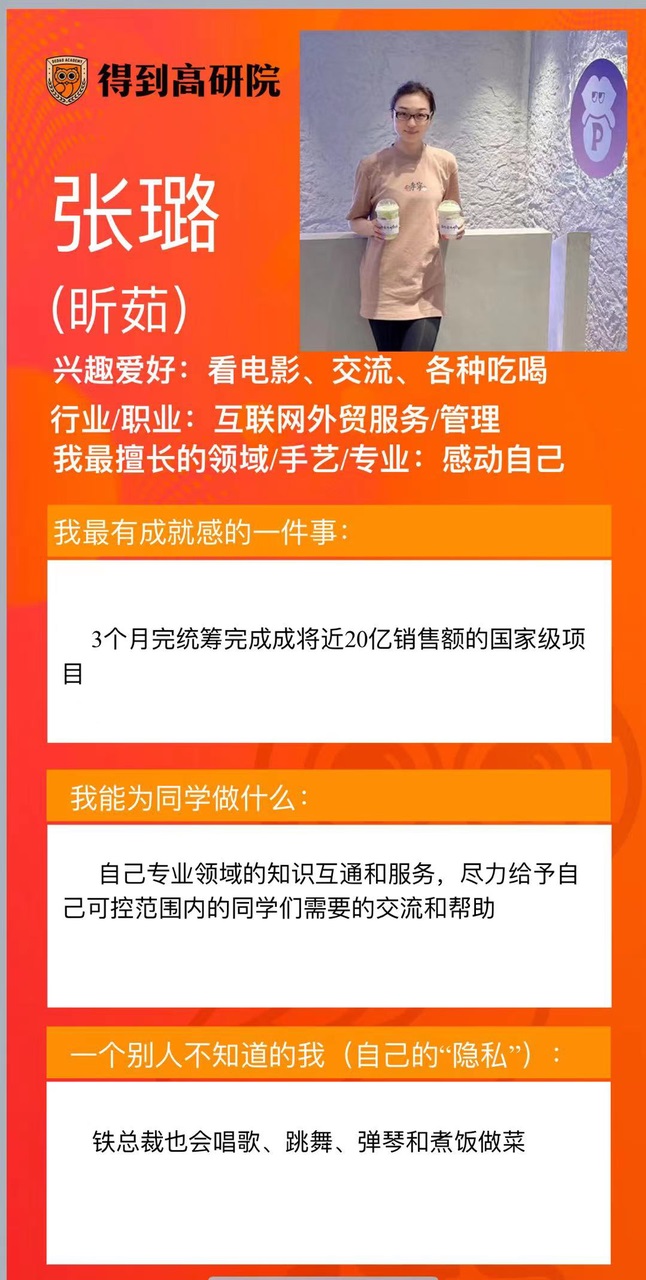 得到高研院
张璐
(昕茹)
兴趣爱好：看电影、交流、各种吃喝
行业/职业：互联网外贸服务/管理
我最擅长的领域/手艺/专业：感动自己
我最有成就感的一件事：
3个月完统筹完成成将近20亿销售额的国家级项
目
我能为同学做什么：
自己专业领域的知识互通和服务，尽力给予自
己可控范围内的同学们需要的交流和帮助
一个别人不知道的我（自己的“隐私”）：
铁总裁也会唱歌、跳舞、弹琴和煮饭做菜